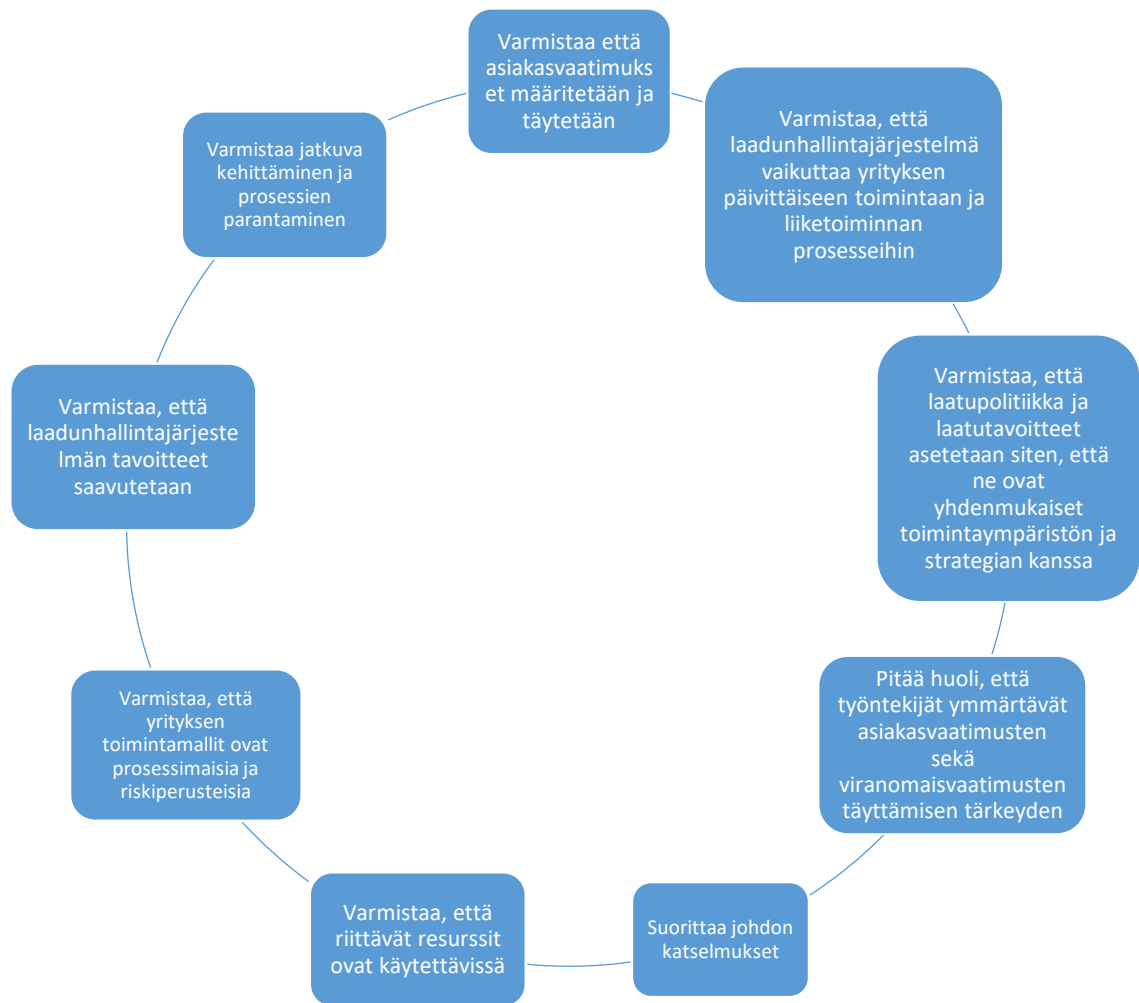 Varmistaa että
asiakasvaatimuks
et määritetään ja
täytetään
Varmistaa, että
laadunhallintajärjestelmä
vaikuttaa yrityksen
päivittäiseen toimintaan ja
liiketoiminnan
prosesseihin
Varmistaa, että
laatupolitiikka ja
laatutavoitteet
asetetaan siten, että
ne ovat
yhdenmukaiset
toimintaympäristön ja
strategian kanssa
Pitää huoli, että
työntekijät ymmärtävät
asiakasvaatimusten
sekä
viranomaisvaatimusten
täyttämisen tärkeyden
Suorittaa johdon
katselmukset
Varmistaa, että
riittävät resurssit
ovat käytettävissä
Varmistaa, että
yrityksen
toimintamallit ovat
prosessimaisia ja
riskiperusteisia
Varmistaa, että
laadunhallintajärjeste
lmän tavoitteet
saavutetaan
Varmistaa jatkuva
kehittäminen ja
prosessien
parantaminen